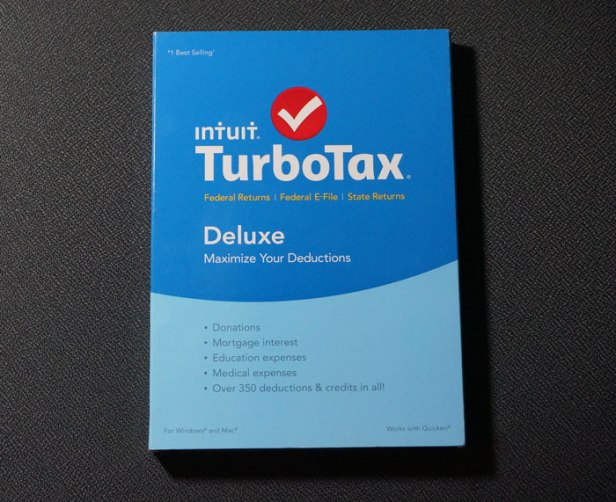 #1 Best Selling¹
intuit.
TurboTax®
Federal Returns | Federal E-File | State Returns
Deluxe
Maximize Your Deductions
• Donations
• Mortgage interest
• Education expenses
• Medical expenses
• Over 350 deductions & credits in all!
For Windows® and Mac® Works with Quicken®